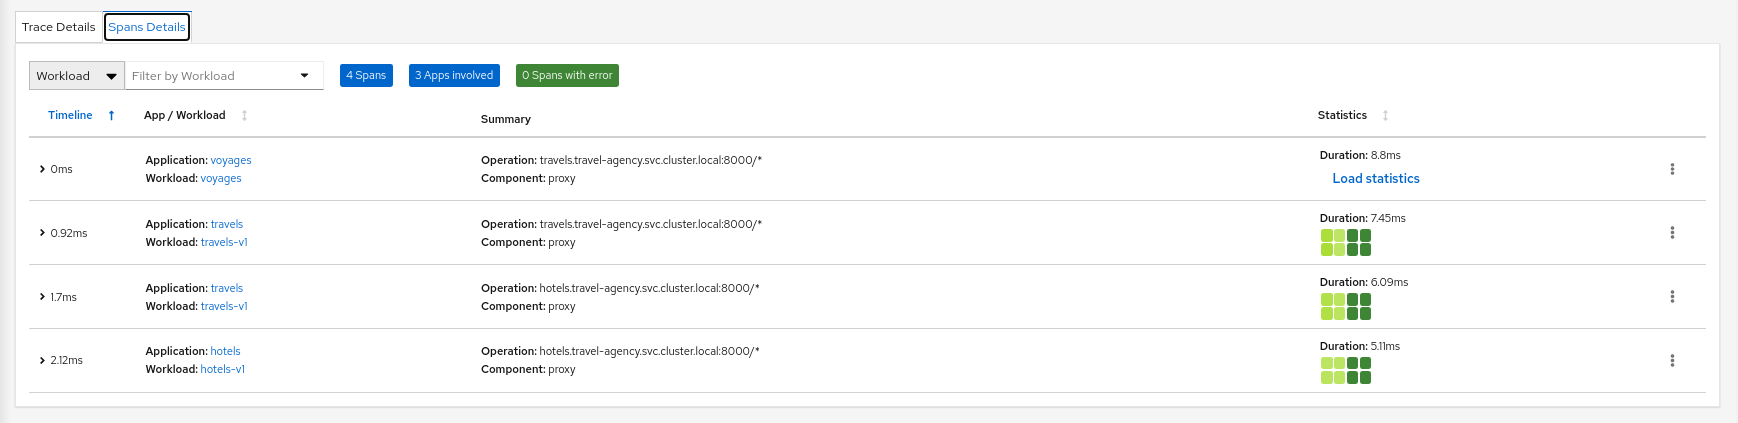 Trace Details Spans Details
Workload Filter by Workload 4 Spans 3 Apps involved 0 Spans with error
Timeline App / Workload Summary Statistics
0ms
Application: voyages
Workload: voyages
Operation: travels.travel-agency.svc.cluster.local:8000/*
Component: proxy
Duration: 8.8ms
Load statistics
0.92ms
Application: travels
Workload: travels-v1
Operation: travels.travel-agency.svc.cluster.local:8000/*
Component: proxy
Duration: 7.45ms
1.7ms
Application: travels
Workload: travels-v1
Operation: hotels.travel-agency.svc.cluster.local:8000/*
Component: proxy
Duration: 6.09ms
2.12ms
Application: hotels
Workload: hotels-v1
Operation: hotels.travel-agency.svc.cluster.local:8000/*
Component: proxy
Duration: 5.11ms